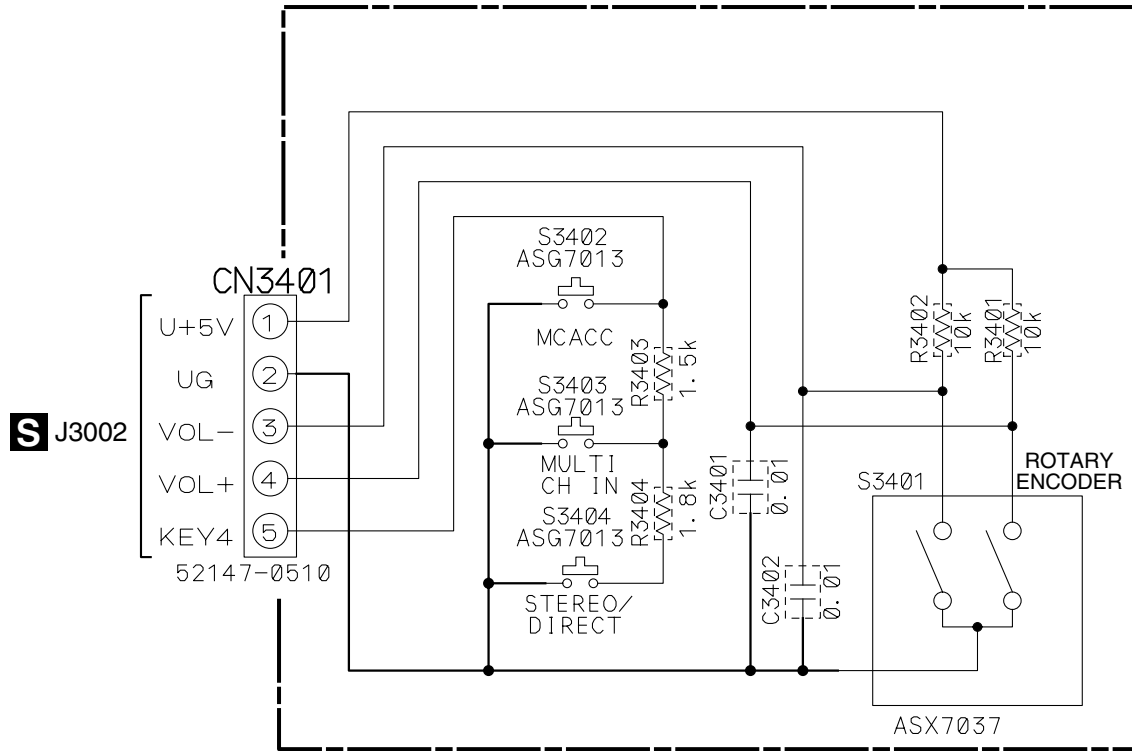 CN3401
U+5V
1
UG
2
S J3002
VOL-
3
VOL+
4
KEY4
5
52147-0510
S3402
ASG7013
MCACC
R3403
1.5k
S3403
ASG7013
MULTI
CH IN
R3404
1.8k
S3404
ASG7013
STEREO/
DIRECT
C3401
0.01
C3402
0.01
R3402
10k
R3401
10k
ROTARY
ENCODER
S3401
ASX7037